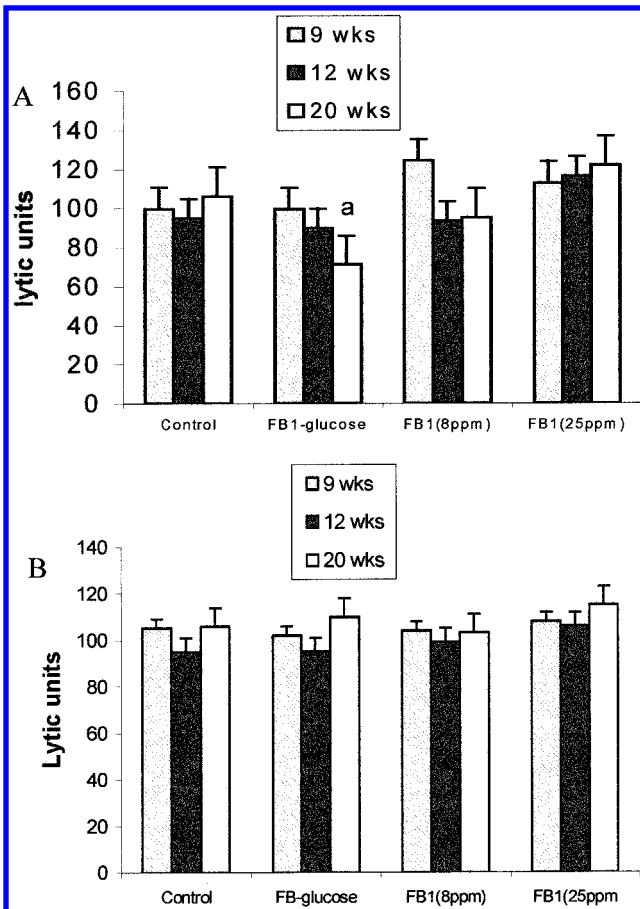 9 wks
12 wks
20 wks
A
160
140
120
100
80
60
40
20
0
lytic units
a
Control FB1-glucose FB1(8ppm) FB1(25ppm)
9 wks
12 wks
20 wks
B
140
120
100
80
60
40
20
0
Lytic units
Control FB-glucose FB1(8ppm) FB1(25ppm